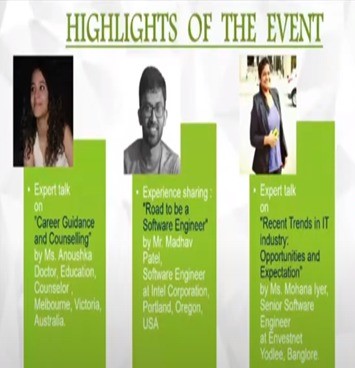 HIGHLIGHTS OF THE EVENT
• Expert talk
on
"Career Guidance
and Counselling"
by Ms. Anoushka
Doctor, Education,
Counselor ,
Melbourne, Victoria,
Australia.
• Experience sharing :
"Road to be a
Software Engineer"
by Mr. Madhav
Patel,
Software Engineer
at Intel Corporation,
Portland, Oregon,
USA
• Expert talk
on
"Recent Trends in IT
industry:
Opportunities and
Expectation"
by Ms. Mohana Iyer,
Senior Software
Engineer
at Envestnet
Yodlee, Banglore